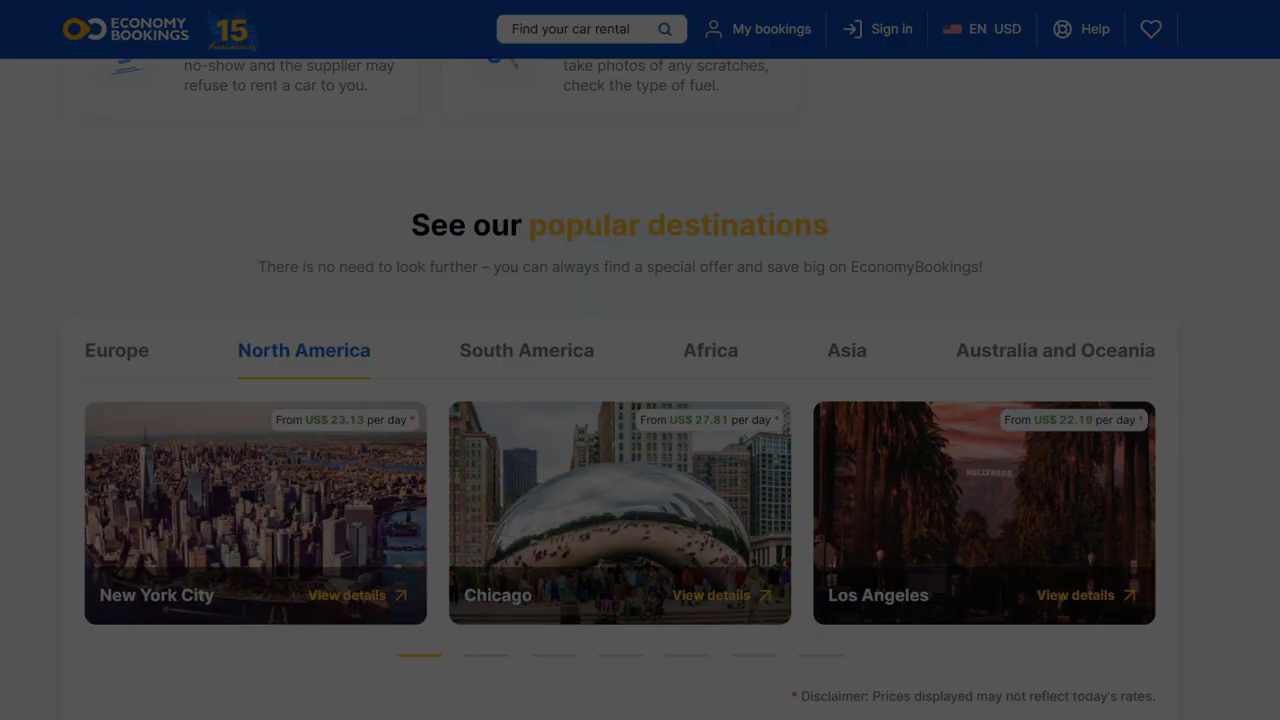 ECONOMY
BOOKINGS
15
Anniversary
Find your car rental
My bookings
Sign in
EN USD
Help
no-show and the supplier may
refuse to rent a car to you.
take photos of any scratches,
check the type of fuel.
See our popular destinations
There is no need to look further – you can always find a special offer and save big on EconomyBookings!
Europe
North America
South America
Africa
Asia
Australia and Oceania
From US$ 23.13 per day *
From US$ 27.81 per day *
From US$ 22.19 per day *
HOLLYWOOD
New York City
View details
Chicago
View details
Los Angeles
View details
* Disclaimer: Prices displayed may not reflect today's rates.